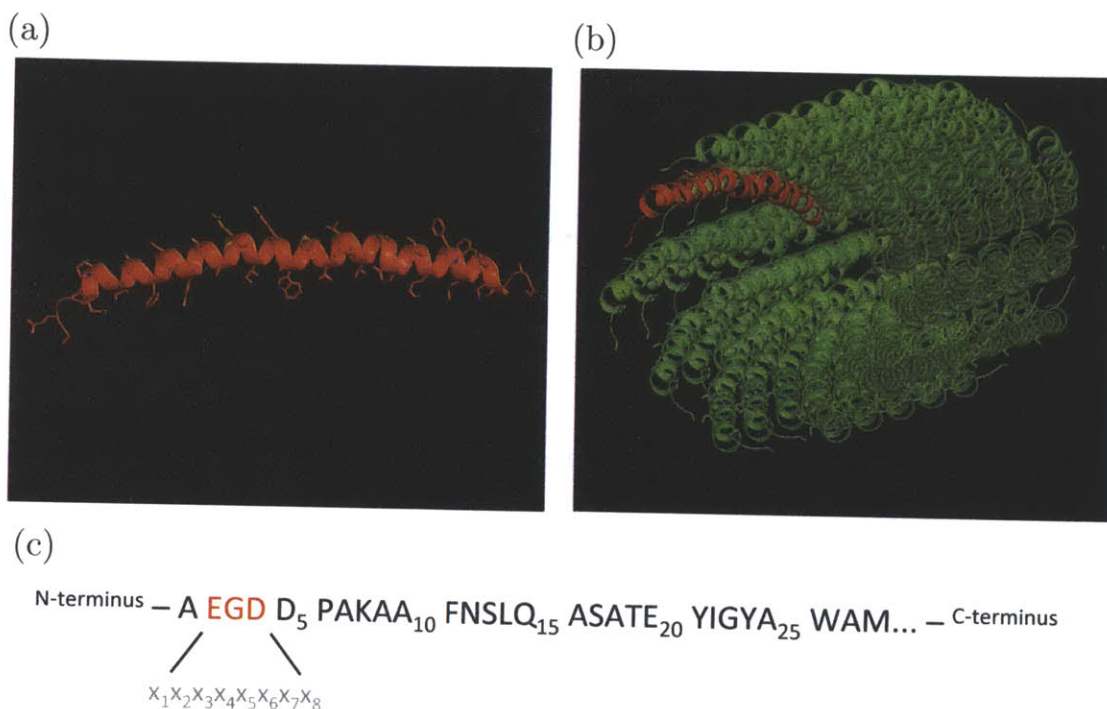 (a)
(b)
(c)
N-terminus – A EGD D₅ PAKAA₁₀ FNSLQ₁₅ ASATE₂₀ YIGYA₂₅ WAM... – C-terminus
X₁X₂X₃X₄X₅X₆X₇X₈